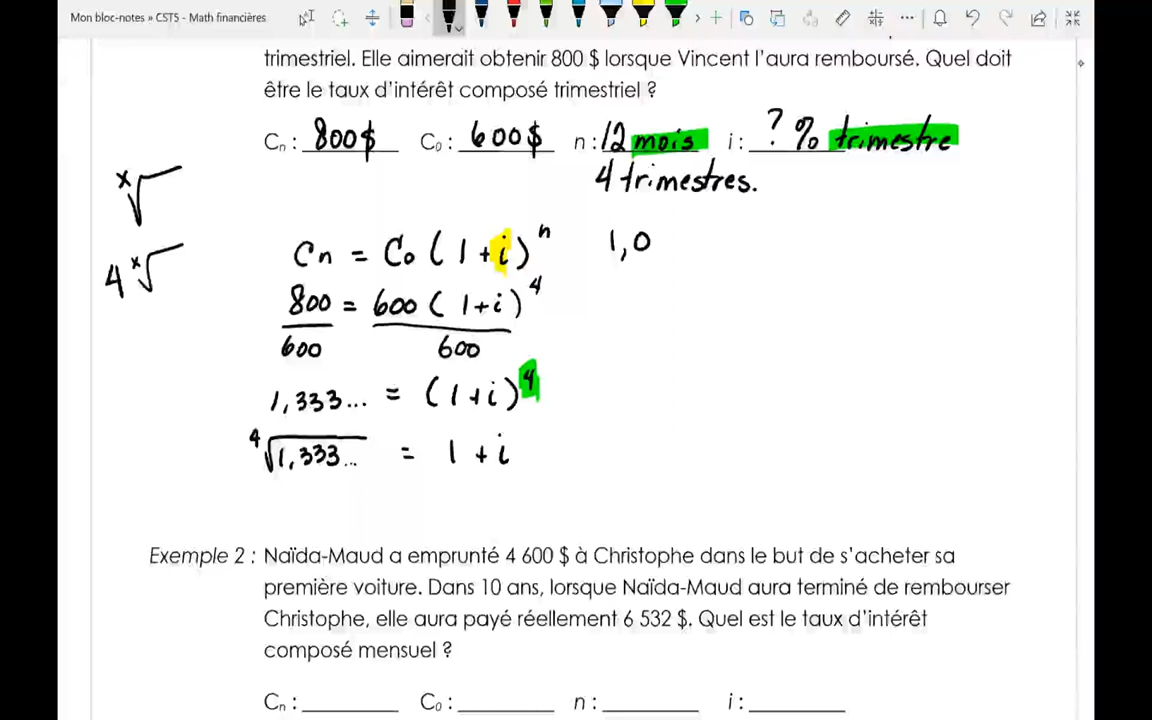 Mon bloc-notes » CST5 - Math financières
trimestriel. Elle aimerait obtenir 800 $ lorsque Vincent l'aura remboursé. Quel doit
être le taux d'intérêt composé trimestriel ?
Cn : 800$ C0 : 600$ n : 12 mois i : ? % trimestre
4 trimestres.
x√
4 x√
Cn = C0 ( 1 + i )^n 1,0
800 = 600 ( 1 + i )^4
600 600
1,333... = ( 1 + i )^4
4√1,333... = 1 + i
Exemple 2 : Naïda-Maud a emprunté 4 600 $ à Christophe dans le but de s'acheter sa
première voiture. Dans 10 ans, lorsque Naïda-Maud aura terminé de rembourser
Christophe, elle aura payé réellement 6 532 $. Quel est le taux d'intérêt
composé mensuel ?
Cn : ________ C0 : ________ n : ________ i : ________